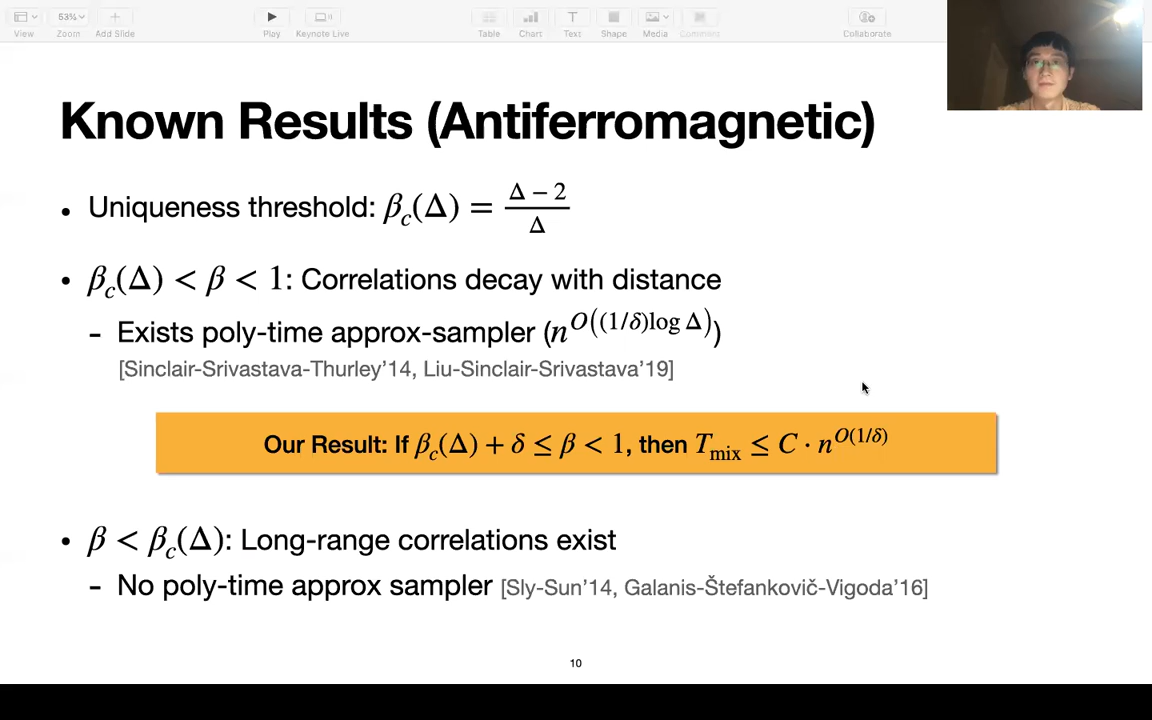 53%
View Zoom Add Slide Play Keynote Live Table Chart Text Shape Media Comment Collaborate
Known Results (Antiferromagnetic)
• Uniqueness threshold: β_c(Δ) = (Δ − 2)/Δ
• β_c(Δ) < β < 1: Correlations decay with distance
- Exists poly-time approx-sampler (n^{O((1/δ)log Δ)})
[Sinclair-Srivastava-Thurley’14, Liu-Sinclair-Srivastava’19]
Our Result: If β_c(Δ) + δ ≤ β < 1, then T_mix ≤ C · n^{O(1/δ)}
• β < β_c(Δ): Long-range correlations exist
- No poly-time approx sampler [Sly-Sun’14, Galanis-Štefankovič-Vigoda’16]
10